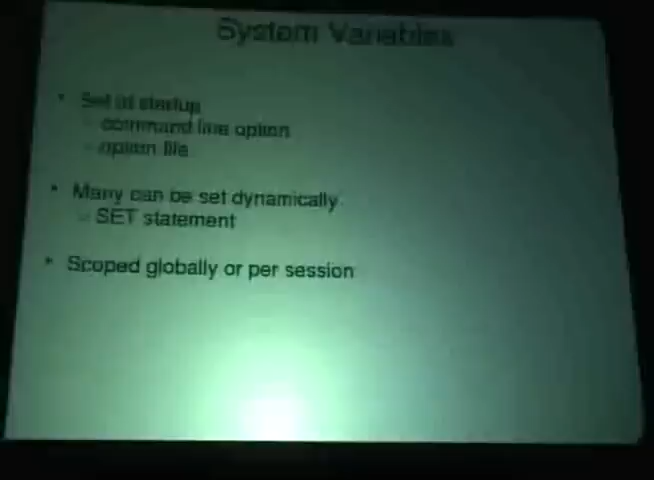 System Variables
• Set at startup
○ command line option
○ option file
• Many can be set dynamically
○ SET statement
• Scoped globally or per session